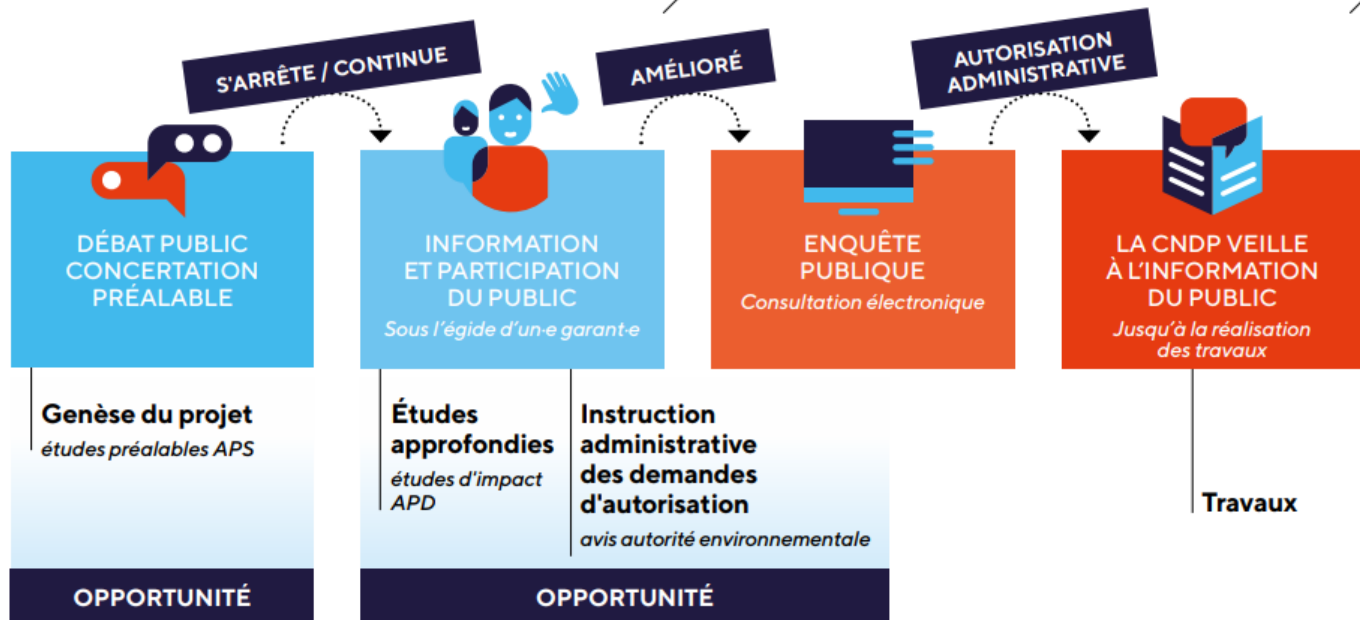 S'ARRÊTE / CONTINUE
AMÉLIORÉ
AUTORISATION
ADMINISTRATIVE
DÉBAT PUBLIC
CONCERTATION
PRÉALABLE
INFORMATION
ET PARTICIPATION
DU PUBLIC
Sous l'égide d'un·e garant·e
ENQUÊTE
PUBLIQUE
Consultation électronique
LA CNDP VEILLE
À L'INFORMATION
DU PUBLIC
Jusqu'à la réalisation
des travaux
Genèse du projet
études préalables APS
Études
approfondies
études d'impact
APD
Instruction
administrative
des demandes
d'autorisation
avis autorité environnementale
Travaux
OPPORTUNITÉ
OPPORTUNITÉ